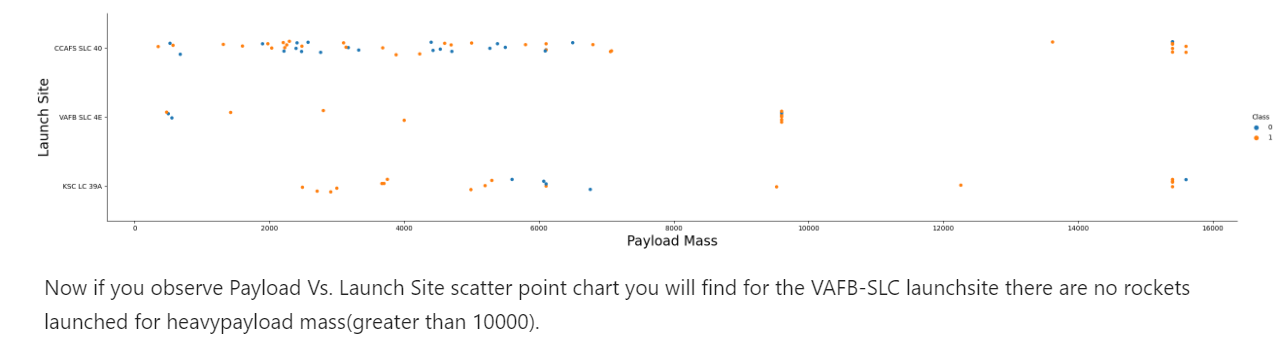 CCAFS SLC 40
VAFB SLC 4E
KSC LC 39A
Launch Site
0 2000 4000 6000 8000 10000 12000 14000 16000
Payload Mass
Class
0
1
Now if you observe Payload Vs. Launch Site scatter point chart you will find for the VAFB-SLC launchsite there are no rockets
launched for heavypayload mass(greater than 10000).